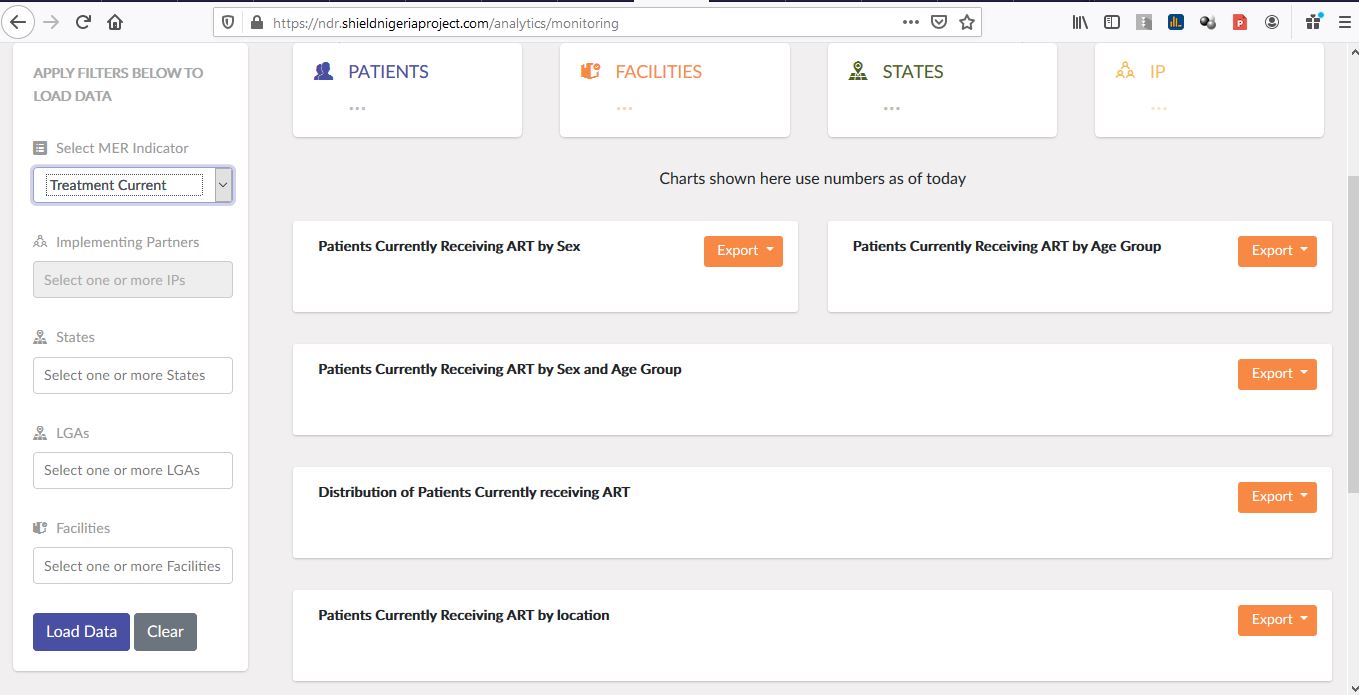 https://ndr.shieldnigeriaproject.com/analytics/monitoring
APPLY FILTERS BELOW TO
LOAD DATA
Select MER Indicator
Treatment Current
Implementing Partners
Select one or more IPs
States
Select one or more States
LGAs
Select one or more LGAs
Facilities
Select one or more Facilities
Load Data Clear
PATIENTS
...
FACILITIES
...
STATES
...
IP
...
Charts shown here use numbers as of today
Patients Currently Receiving ART by Sex
Export
Patients Currently Receiving ART by Age Group
Export
Patients Currently Receiving ART by Sex and Age Group
Export
Distribution of Patients Currently receiving ART
Export
Patients Currently Receiving ART by location
Export